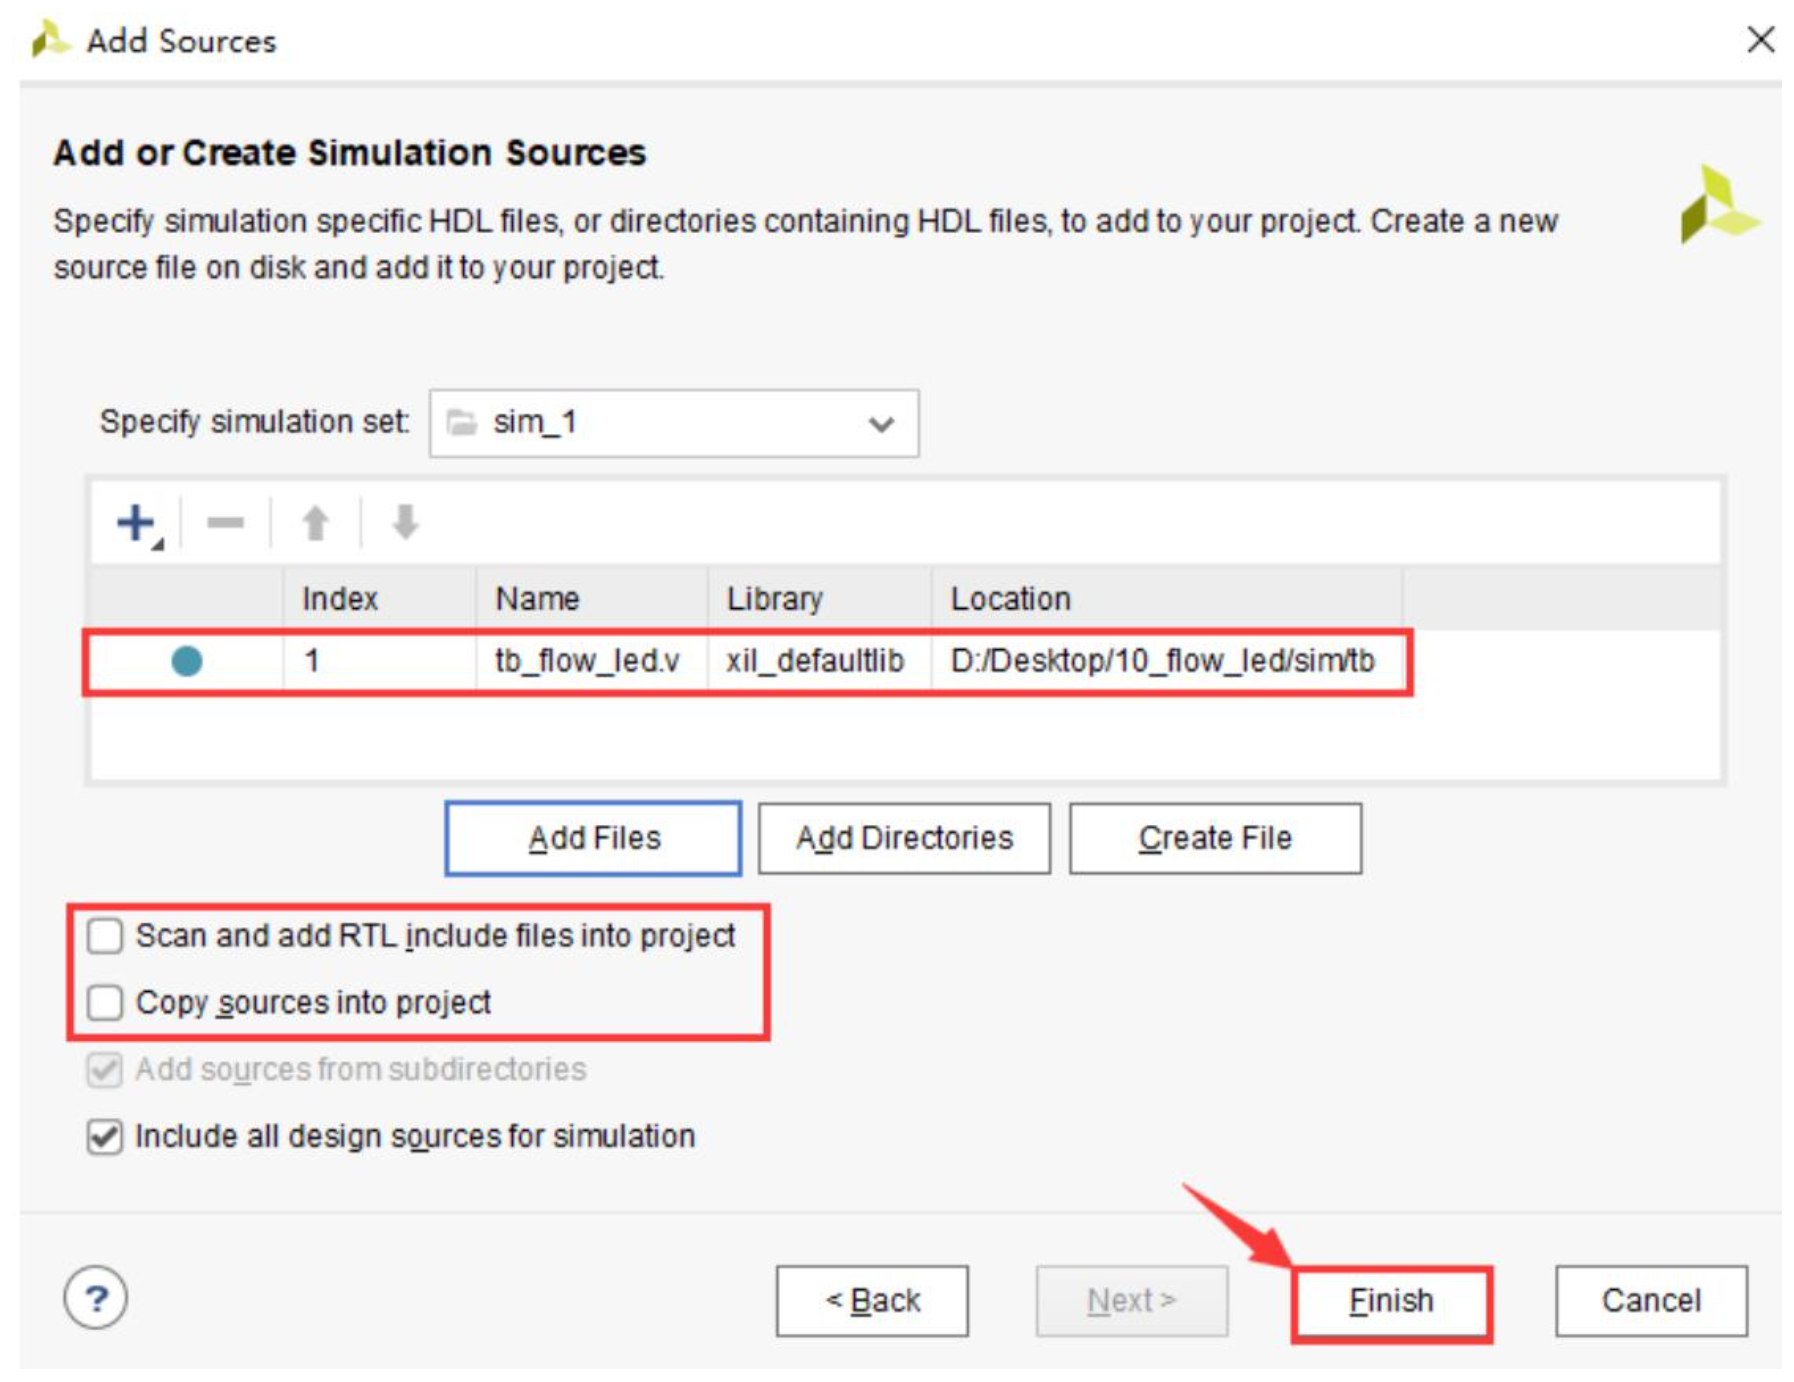 Add Sources
Add or Create Simulation Sources
Specify simulation specific HDL files, or directories containing HDL files, to add to your project. Create a new
source file on disk and add it to your project.
Specify simulation set: sim_1
Index Name Library Location
1 tb_flow_led.v xil_defaultlib D:/Desktop/10_flow_led/sim/tb
Add Files Add Directories Create File
Scan and add RTL include files into project
Copy sources into project
Add sources from subdirectories
Include all design sources for simulation
? < Back Next > Finish Cancel